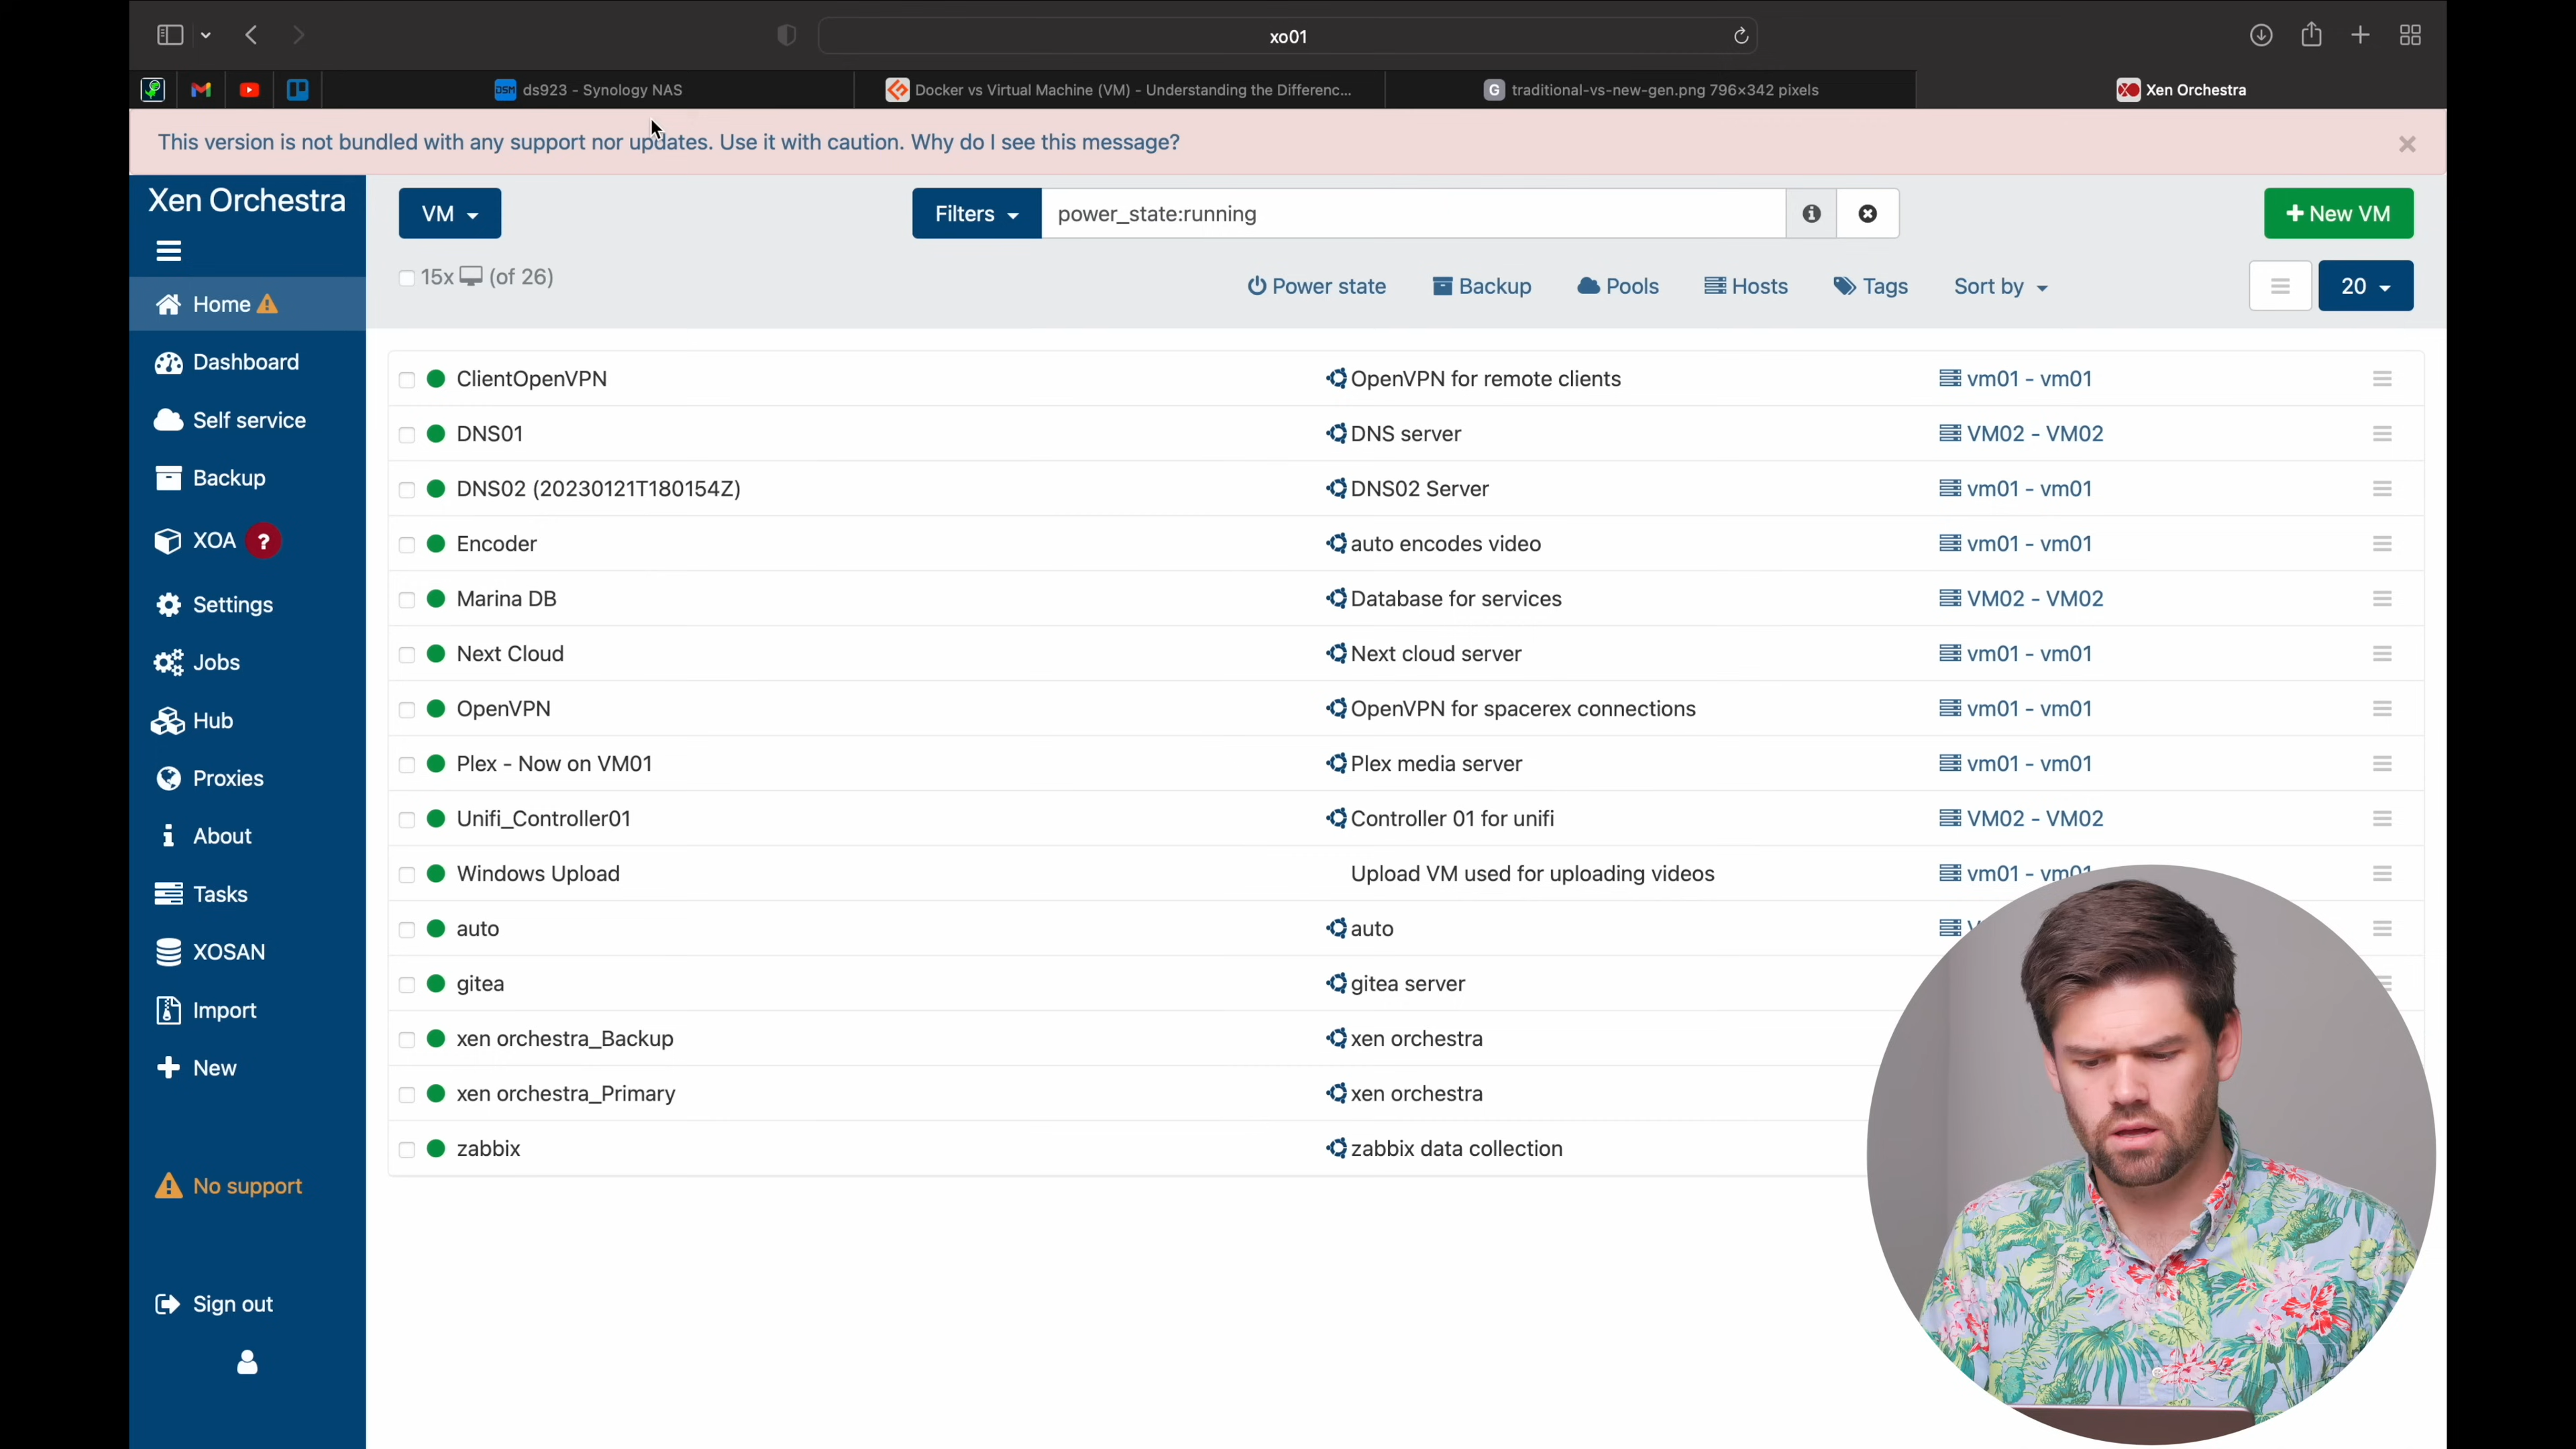 xo01
ds923 - Synology NAS
Docker vs Virtual Machine (VM) - Understanding the Differenc...
G traditional-vs-new-gen.png 796×342 pixels
Xen Orchestra
This version is not bundled with any support nor updates. Use it with caution. Why do I see this message?
Xen Orchestra
VM
Filters
power_state:running
New VM
15x (of 26)
Power state
Backup
Pools
Hosts
Tags
Sort by
20
Home
Dashboard
Self service
Backup
XOA ?
Settings
Jobs
Hub
Proxies
About
Tasks
XOSAN
Import
New
No support
Sign out
ClientOpenVPN OpenVPN for remote clients vm01 - vm01
DNS01 DNS server VM02 - VM02
DNS02 (20230121T180154Z) DNS02 Server vm01 - vm01
Encoder auto encodes video vm01 - vm01
Marina DB Database for services VM02 - VM02
Next Cloud Next cloud server vm01 - vm01
OpenVPN OpenVPN for spacerex connections vm01 - vm01
Plex - Now on VM01 Plex media server vm01 - vm01
Unifi_Controller01 Controller 01 for unifi VM02 - VM02
Windows Upload Upload VM used for uploading videos vm01 - vm01
auto auto
gitea gitea server
xen orchestra_Backup xen orchestra
xen orchestra_Primary xen orchestra
zabbix zabbix data collection